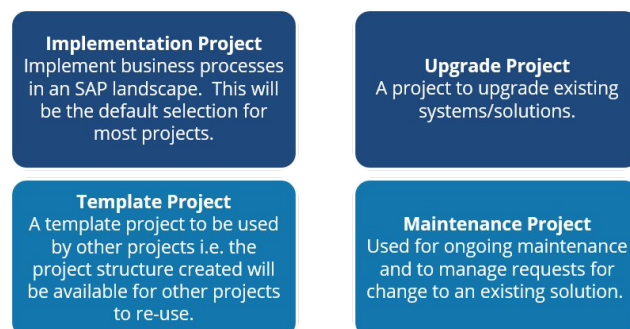 Implementation Project
Implement business processes
in an SAP landscape. This will
be the default selection for
most projects.
Upgrade Project
A project to upgrade existing
systems/solutions.
Template Project
A template project to be used
by other projects i.e. the
project structure created will
be available for other projects
to re-use.
Maintenance Project
Used for ongoing maintenance
and to manage requests for
change to an existing solution.